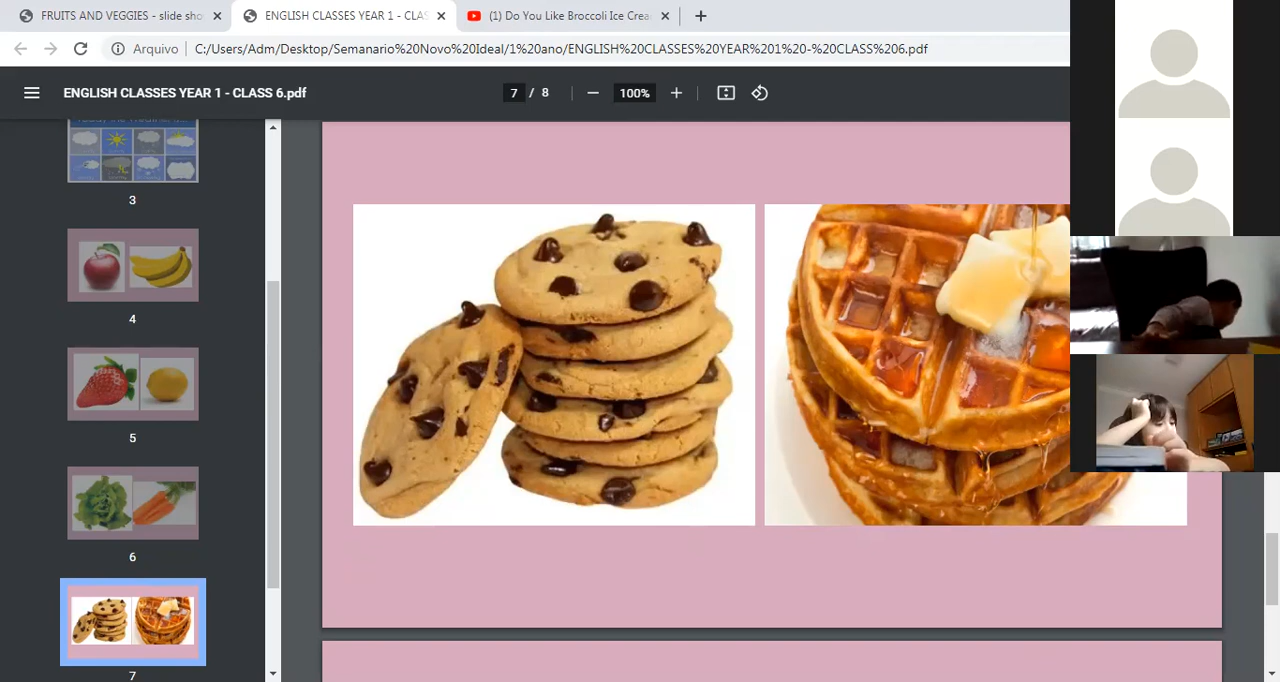 FRUITS AND VEGGIES - slide sho
ENGLISH CLASSES YEAR 1 - CLAS
(1) Do You Like Broccoli Ice Crea
Arquivo
C:/Users/Adm/Desktop/Semanario%20Novo%20Ideal/1%20ano/ENGLISH%20CLASSES%20YEAR%201%20-%20CLASS%206.pdf
ENGLISH CLASSES YEAR 1 - CLASS 6.pdf
7 / 8
100%
3
4
5
6
7